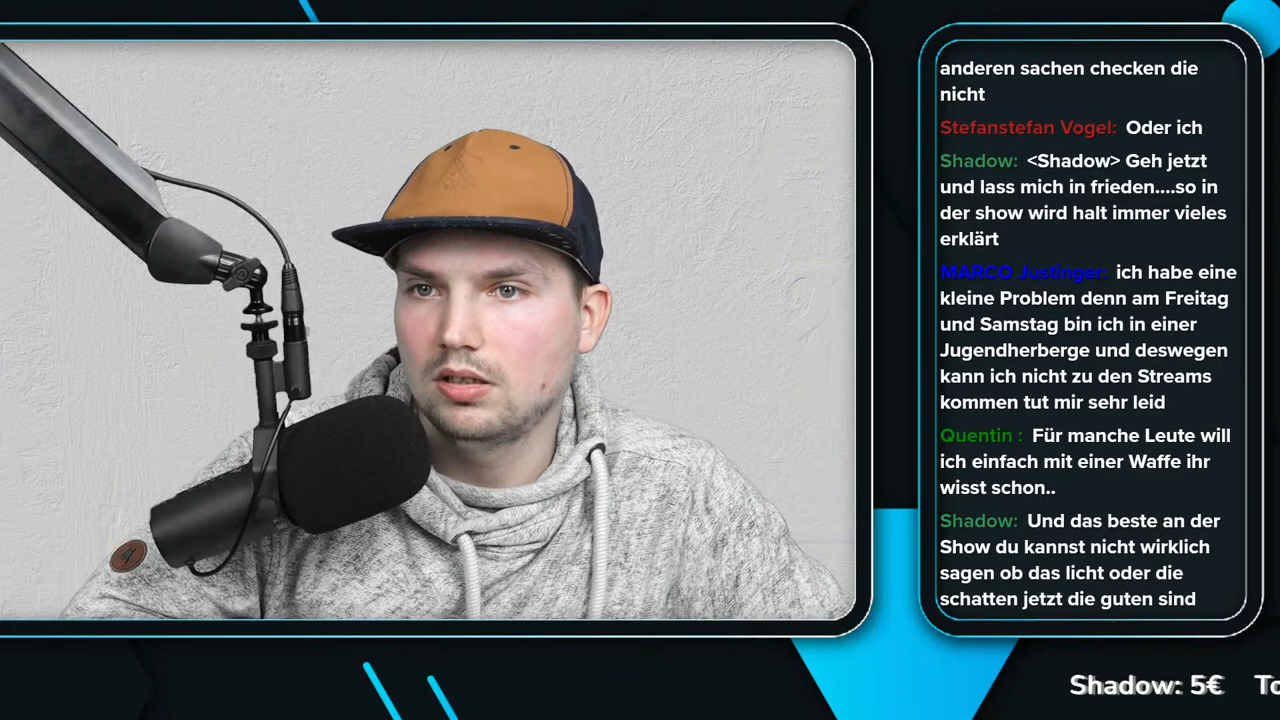 anderen sachen checken die
nicht
Stefanstefan Vogel: Oder ich
Shadow: <Shadow> Geh jetzt
und lass mich in frieden....so in
der show wird halt immer vieles
erklärt
MARCO Justinger: ich habe eine
kleine Problem denn am Freitag
und Samstag bin ich in einer
Jugendherberge und deswegen
kann ich nicht zu den Streams
kommen tut mir sehr leid
Quentin : Für manche Leute will
ich einfach mit einer Waffe ihr
wisst schon..
Shadow: Und das beste an der
Show du kannst nicht wirklich
sagen ob das licht oder die
schatten jetzt die guten sind
Shadow: 5€